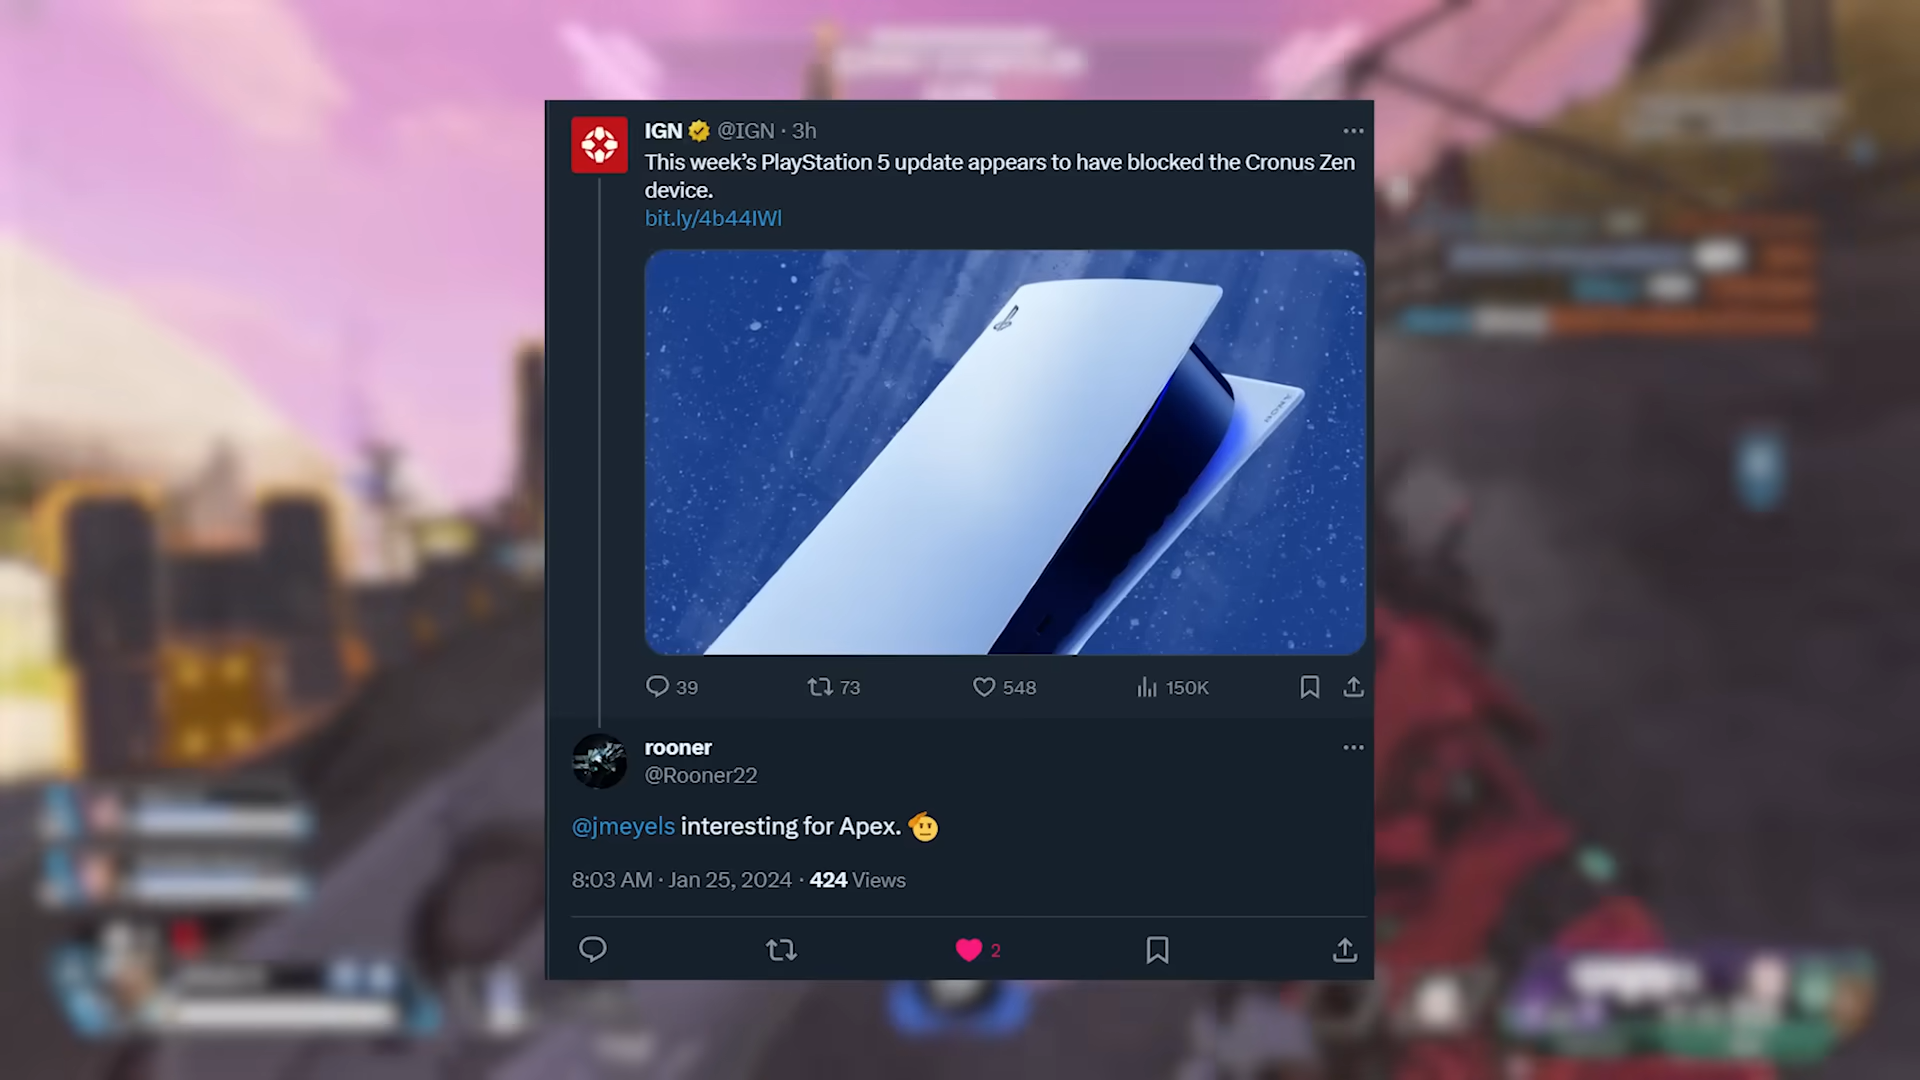 IGN @IGN · 3h
This week’s PlayStation 5 update appears to have blocked the Cronus Zen
device.
bit.ly/4b44IWl
SONY
39 73 548 150K
rooner
@Rooner22
@jmeyels interesting for Apex. 🫡
8:03 AM · Jan 25, 2024 · 424 Views
2